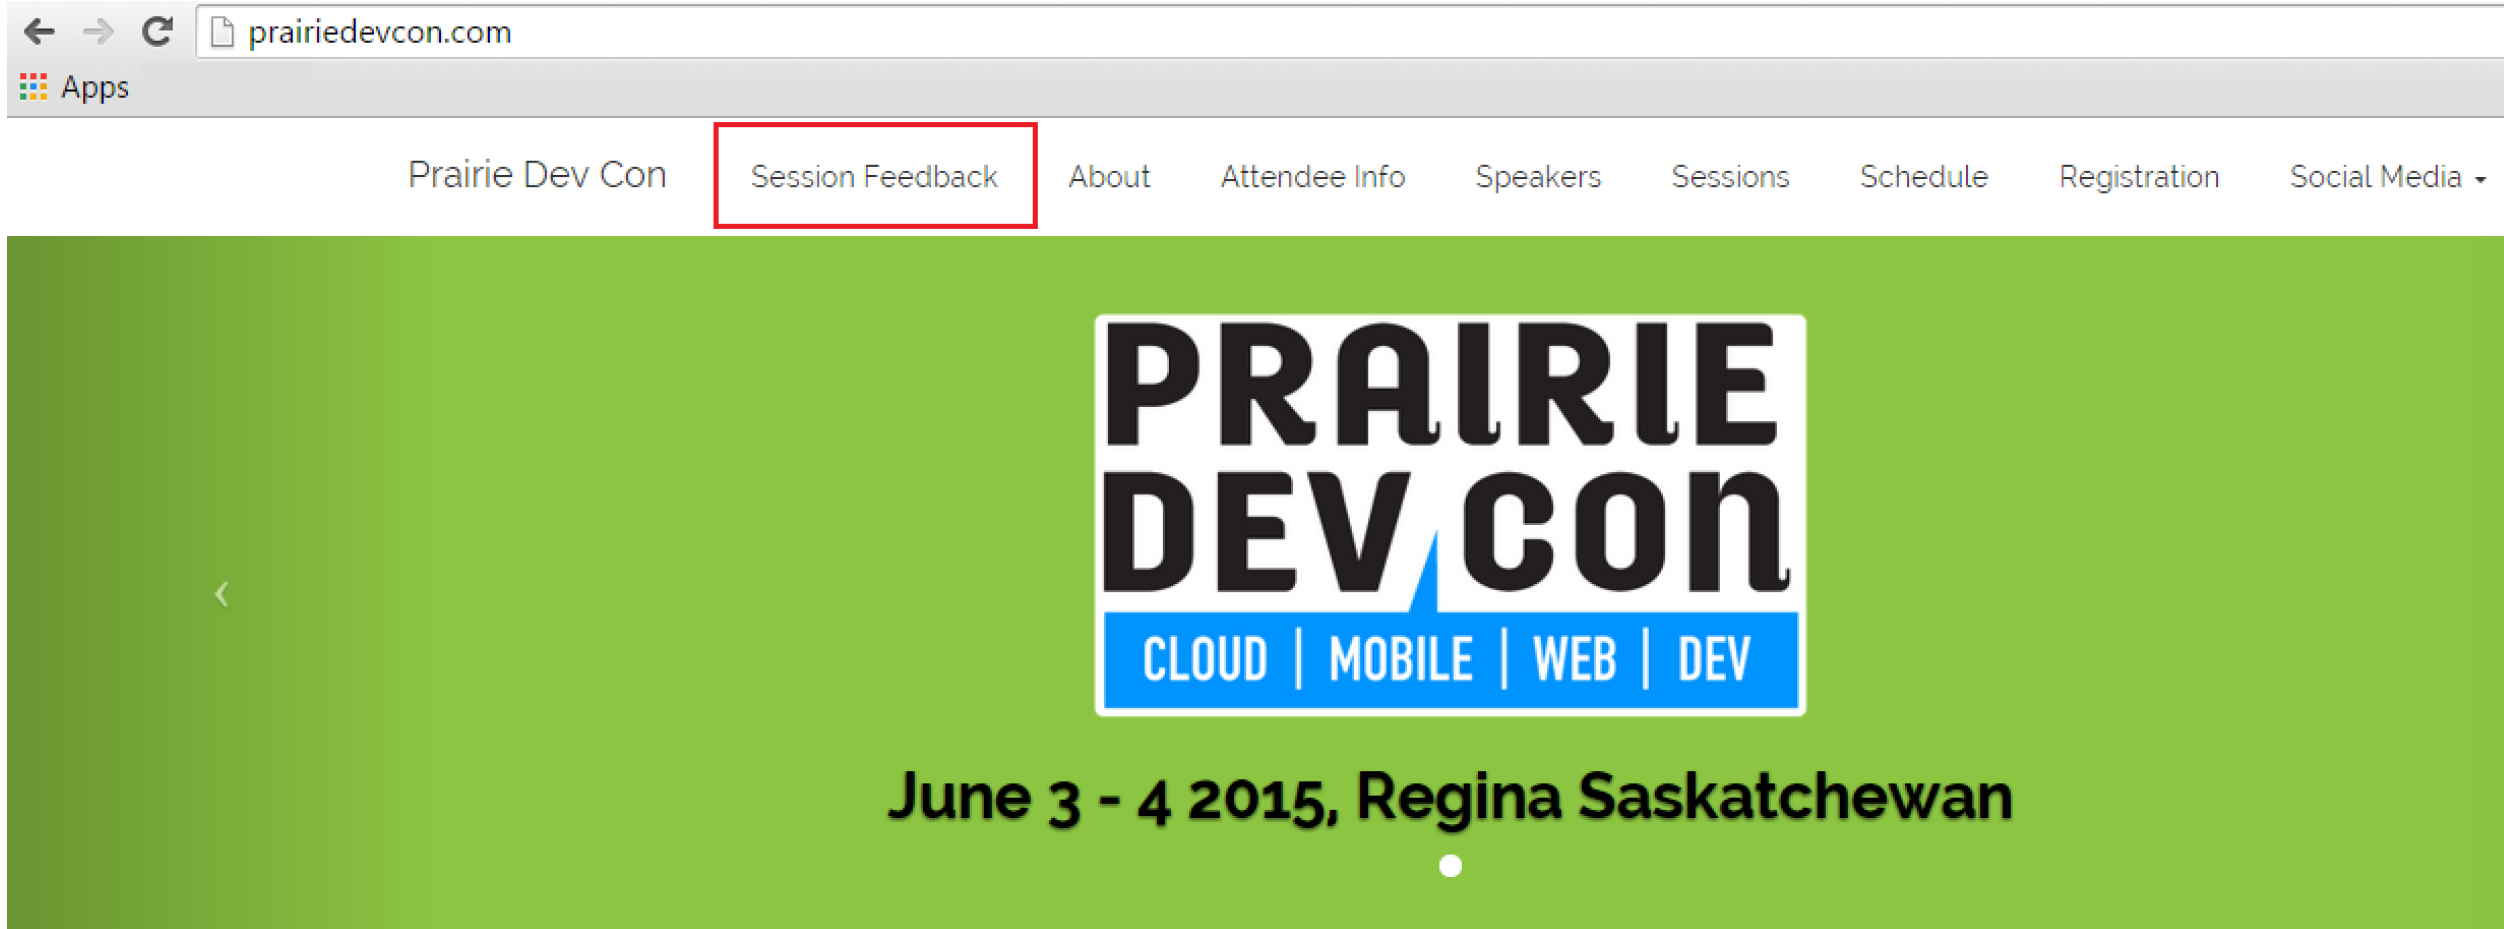 prairiedevcon.com
Apps
Prairie Dev Con Session Feedback About Attendee Info Speakers Sessions Schedule Registration Social Media
PRAIRIE
DEV CON
CLOUD | MOBILE | WEB | DEV
June 3 - 4 2015, Regina Saskatchewan